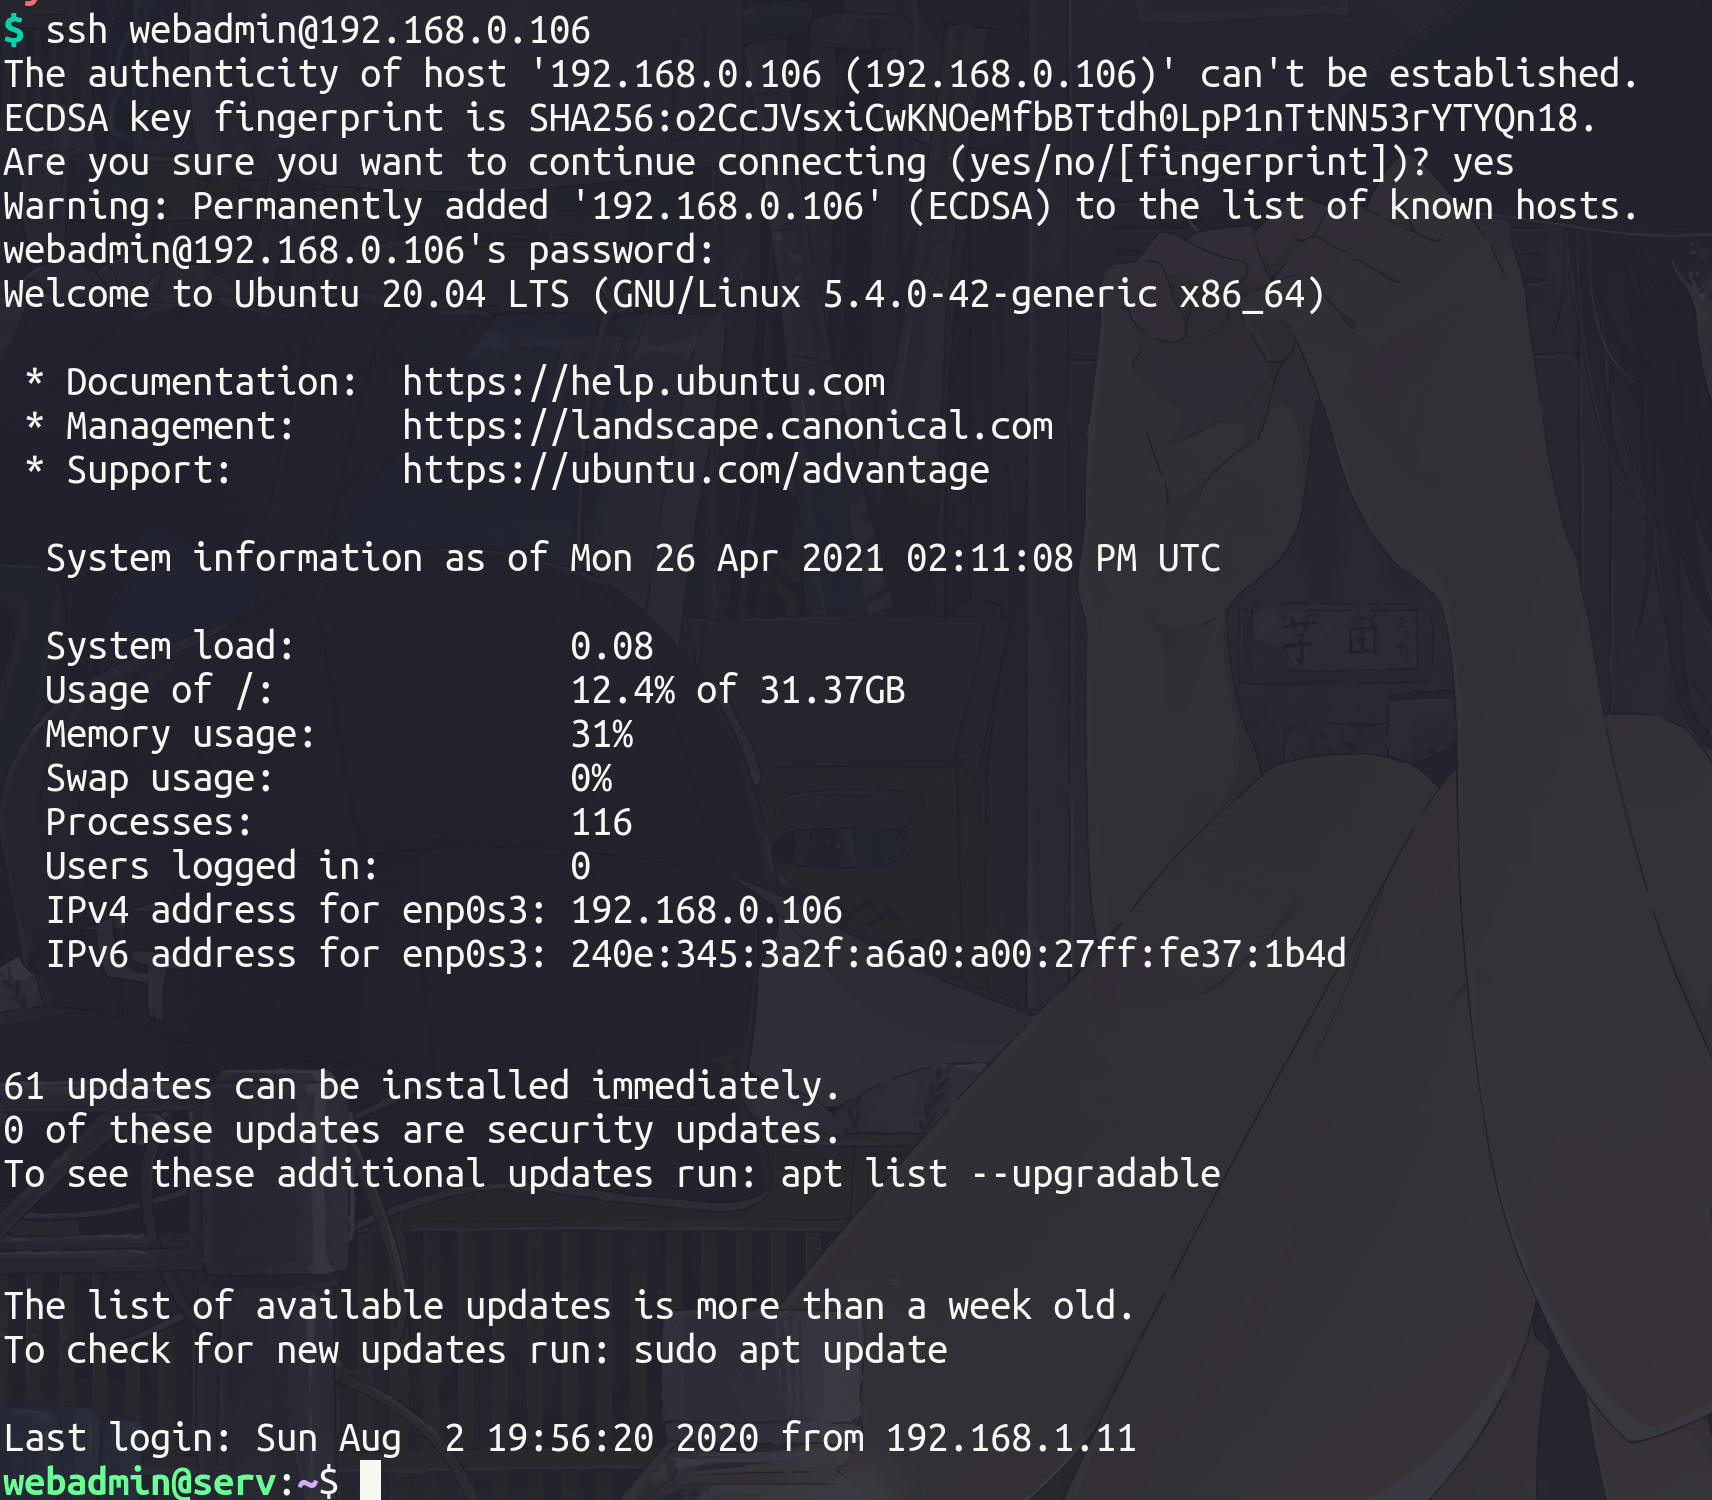 $ ssh webadmin@192.168.0.106
The authenticity of host '192.168.0.106 (192.168.0.106)' can't be established.
ECDSA key fingerprint is SHA256:o2CcJVsxiCwKNOeMfbBTtdh0LpP1nTtNN53rYTYQn18.
Are you sure you want to continue connecting (yes/no/[fingerprint])? yes
Warning: Permanently added '192.168.0.106' (ECDSA) to the list of known hosts.
webadmin@192.168.0.106's password:
Welcome to Ubuntu 20.04 LTS (GNU/Linux 5.4.0-42-generic x86_64)

 * Documentation:  https://help.ubuntu.com
 * Management:     https://landscape.canonical.com
 * Support:        https://ubuntu.com/advantage

  System information as of Mon 26 Apr 2021 02:11:08 PM UTC

  System load:             0.08
  Usage of /:              12.4% of 31.37GB
  Memory usage:            31%
  Swap usage:              0%
  Processes:               116
  Users logged in:         0
  IPv4 address for enp0s3: 192.168.0.106
  IPv6 address for enp0s3: 240e:345:3a2f:a6a0:a00:27ff:fe37:1b4d

61 updates can be installed immediately.
0 of these updates are security updates.
To see these additional updates run: apt list --upgradable

The list of available updates is more than a week old.
To check for new updates run: sudo apt update

Last login: Sun Aug  2 19:56:20 2020 from 192.168.1.11
webadmin@serv:~$